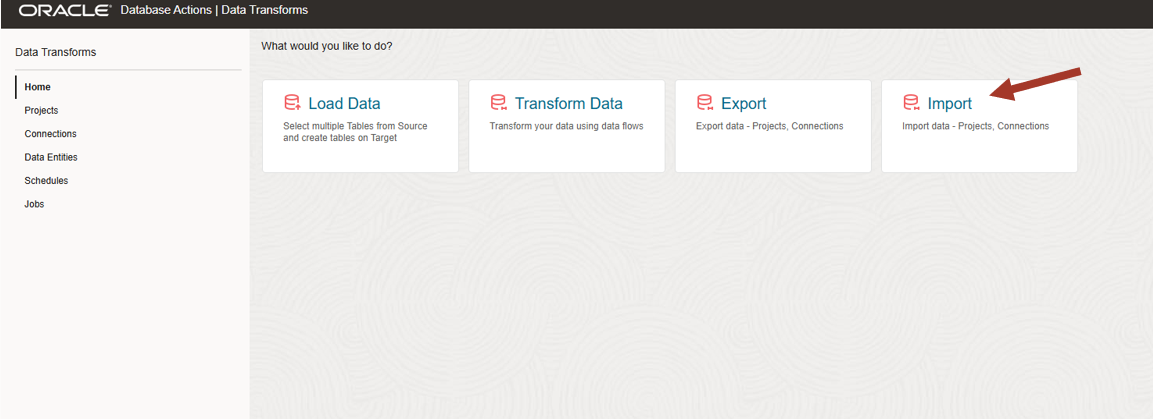 ORACLE Database Actions | Data Transforms
Data Transforms
Home
Projects
Connections
Data Entities
Schedules
Jobs
What would you like to do?
Load Data
Select multiple Tables from Source
and create tables on Target
Transform Data
Transform your data using data flows
Export
Export data - Projects, Connections
Import
Import data - Projects, Connections